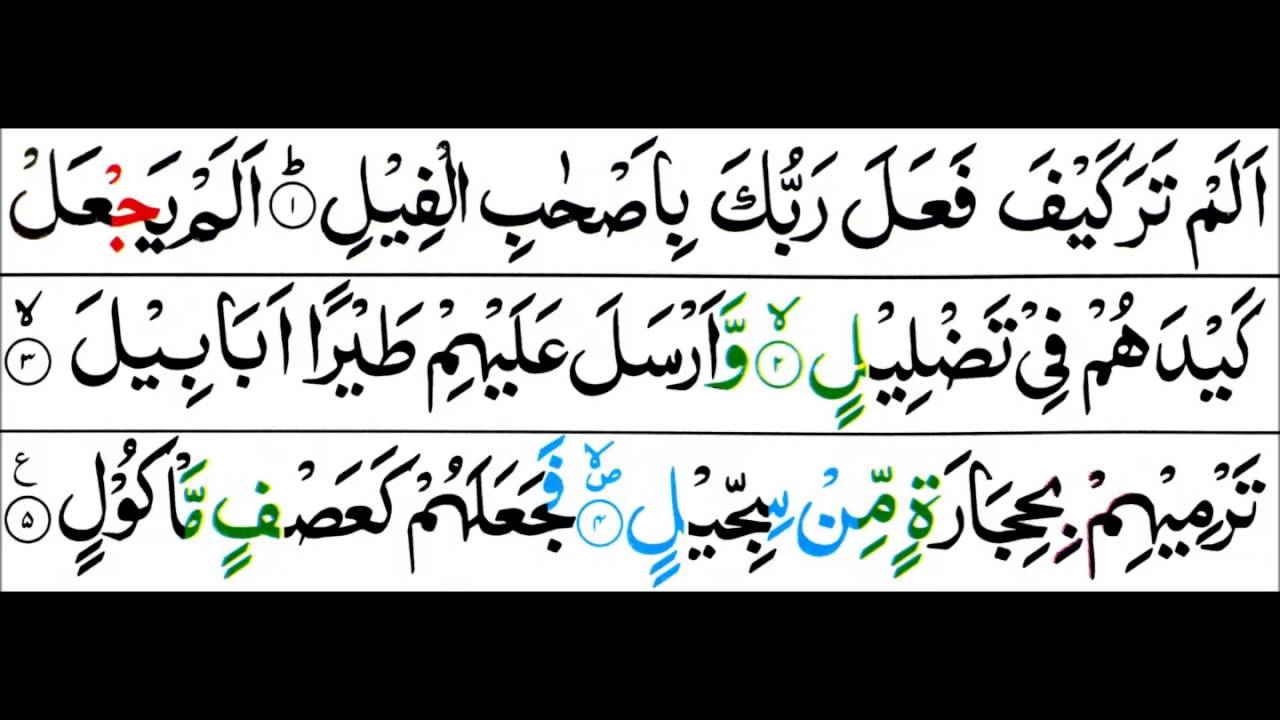 اَلَمْ تَرَ كَيْفَ فَعَلَ رَبُّكَ بِاَصْحٰبِ الْفِيْلِ ؕ﴿۱﴾ اَلَمْ يَجْعَلْ
كَيْدَهُمْ فِيْ تَضْلِيْلٍ ۙ﴿۲﴾ وَّاَرْسَلَ عَلَيْهِمْ طَيْرًا اَبَابِيْلَ ۙ﴿۳﴾
تَرْمِيْهِمْ بِحِجَارَةٍ مِّنْ سِجِّيْلٍ ۪ۙ﴿۴﴾ فَجَعَلَهُمْ كَعَصْفٍ مَّاْكُوْلٍ ﴿۵﴾ ع